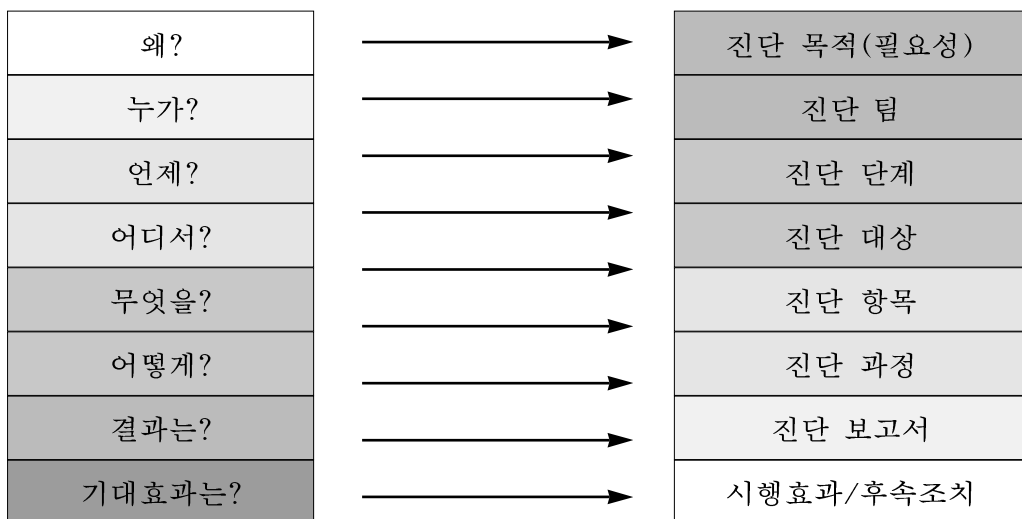 왜?
진단 목적(필요성)
누가?
진단 팀
언제?
진단 단계
어디서?
진단 대상
무엇을?
진단 항목
어떻게?
진단 과정
결과는?
진단 보고서
기대효과는?
시행효과/후속조치